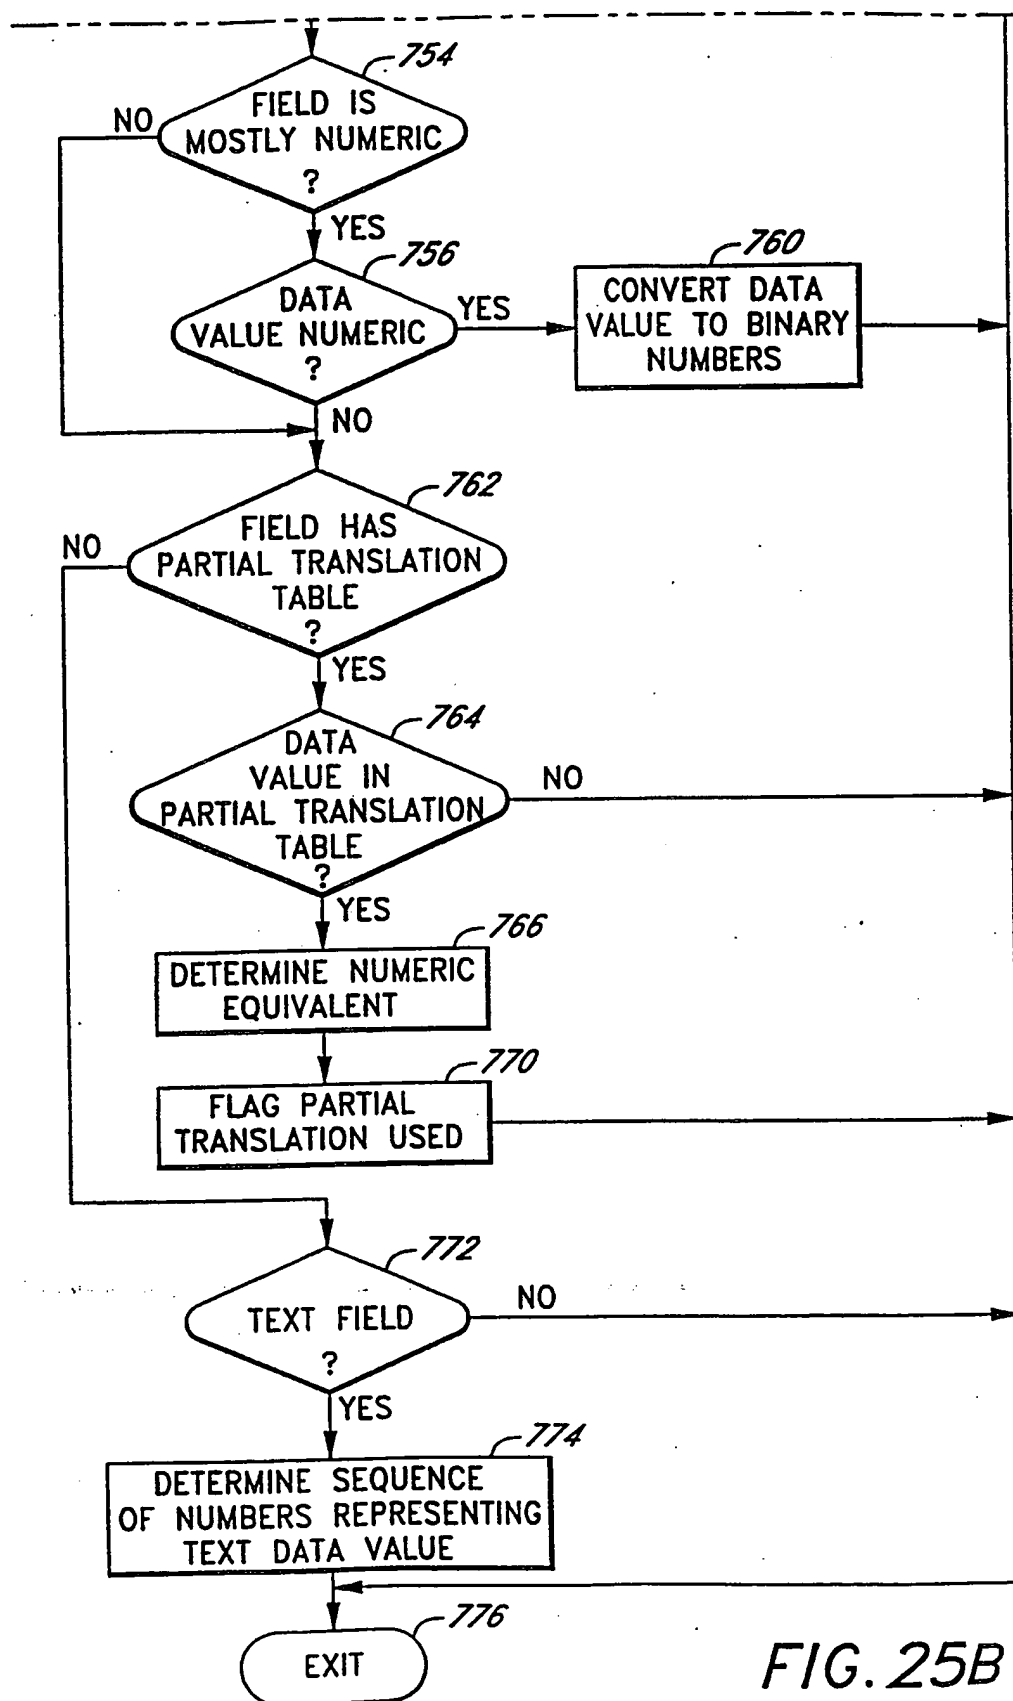 754
FIELD IS
MOSTLY NUMERIC
?
NO
YES
756
DATA
VALUE NUMERIC
?
YES
NO
760
CONVERT DATA
VALUE TO BINARY
NUMBERS
762
FIELD HAS
PARTIAL TRANSLATION
TABLE
?
NO
YES
764
DATA
VALUE IN
PARTIAL TRANSLATION
TABLE
?
NO
YES
766
DETERMINE NUMERIC
EQUIVALENT
770
FLAG PARTIAL
TRANSLATION USED
772
TEXT FIELD
?
NO
YES
774
DETERMINE SEQUENCE
OF NUMBERS REPRESENTING
TEXT DATA VALUE
776
EXIT
FIG. 25B